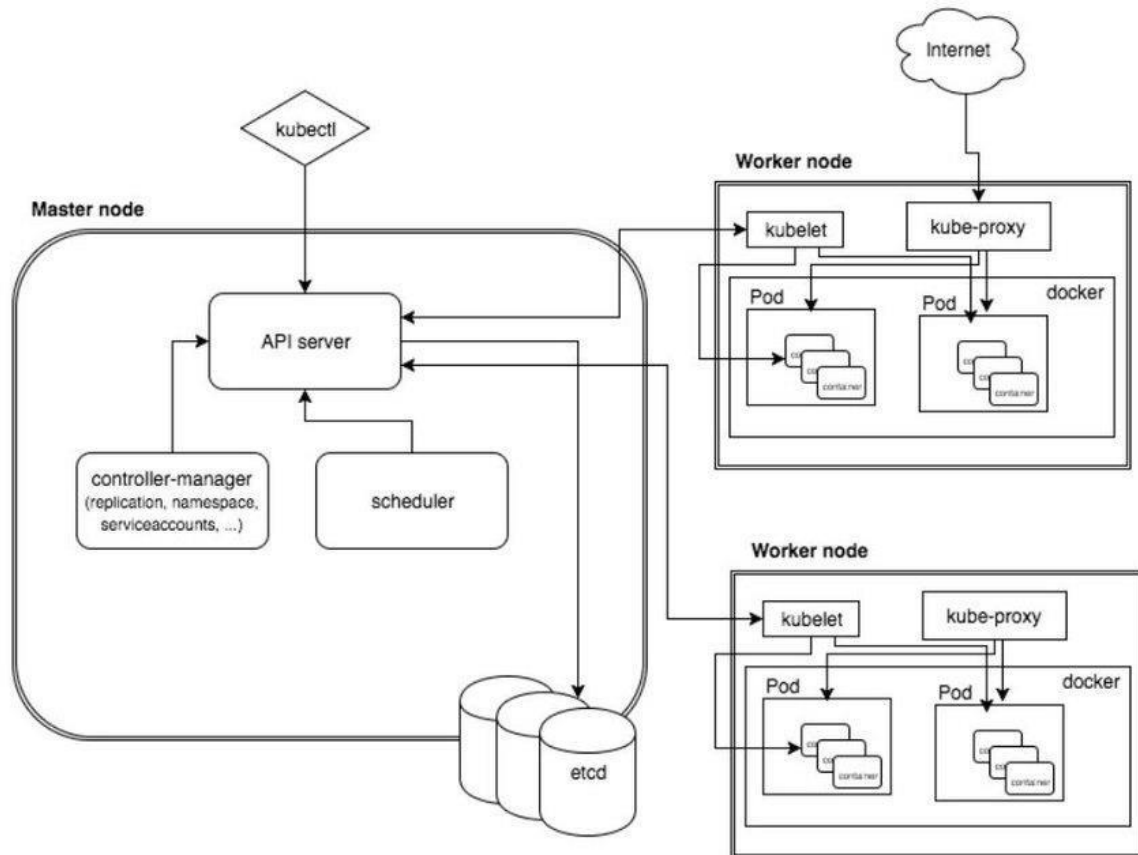 Internet
kubectl
Worker node
Master node
kubelet
kube-proxy
docker
Pod
Pod
API server
container
container
controller-manager
(replication, namespace,
serviceaccounts, ...)
scheduler
Worker node
kubelet
kube-proxy
docker
Pod
Pod
container
container
etcd